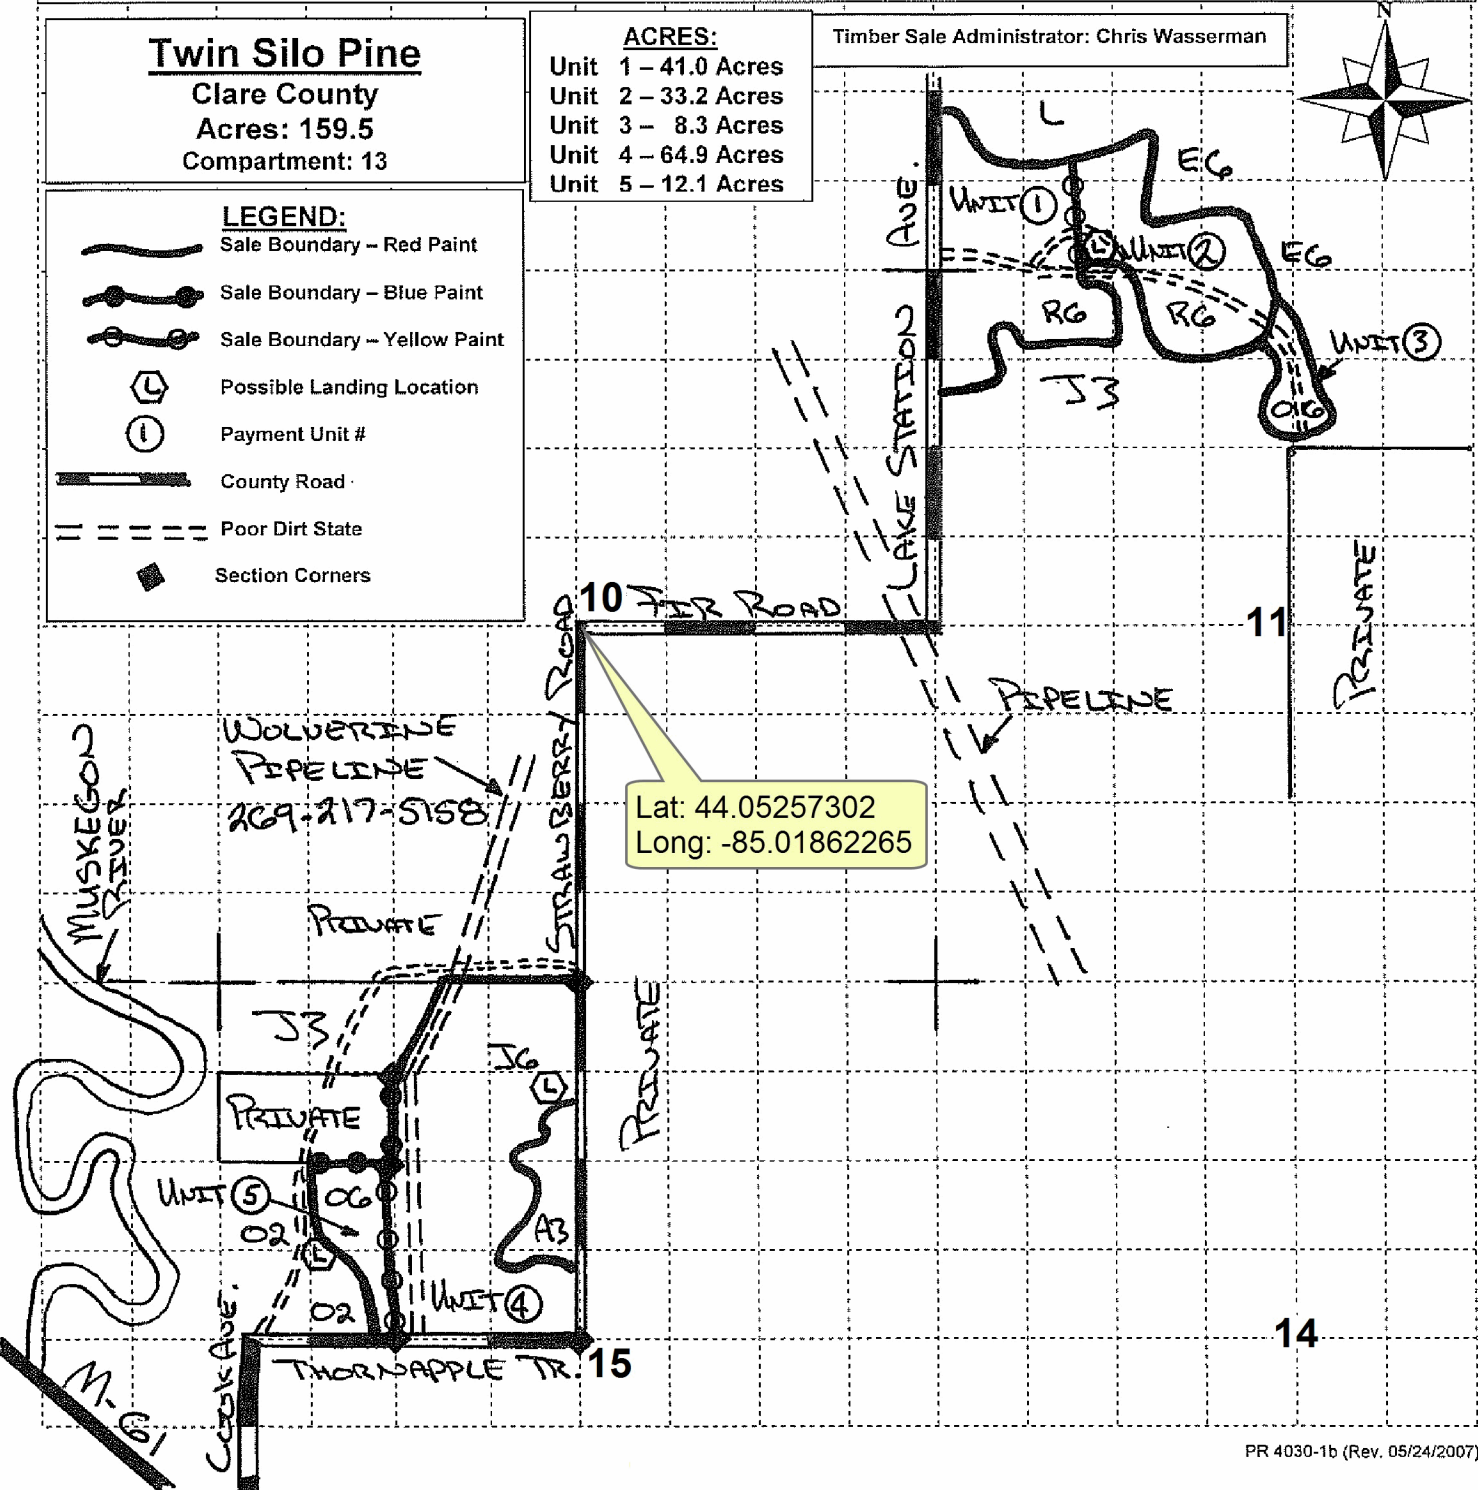 Twin Silo Pine
Clare County
Acres: 159.5
Compartment: 13
ACRES:
Unit 1 – 41.0 Acres
Unit 2 – 33.2 Acres
Unit 3 – 8.3 Acres
Unit 4 – 64.9 Acres
Unit 5 – 12.1 Acres
Timber Sale Administrator: Chris Wasserman
N
LEGEND:
Sale Boundary – Red Paint
Sale Boundary – Blue Paint
Sale Boundary – Yellow Paint
L Possible Landing Location
1 Payment Unit #
County Road
Poor Dirt State
Section Corners
L
E6
UNIT 1
L UNIT 2
E6
R6
R6
UNIT 3
J3
O6
LAKE STATION AVE.
10 FIR ROAD
11
PRIVATE
STRAWBERRY ROAD
PIPELINE
WOLVERINE
PIPELINE
269-217-5158
Lat: 44.05257302
Long: -85.01862265
MUSKEGON
RIVER
PRIVATE
PRIVATE
J3
J6
L
PRIVATE
UNIT 5
O6
O2
L
A3
O2
UNIT 4
THORNAPPLE TR.
15
14
COOK AVE.
M-61
PR 4030-1b (Rev. 05/24/2007)